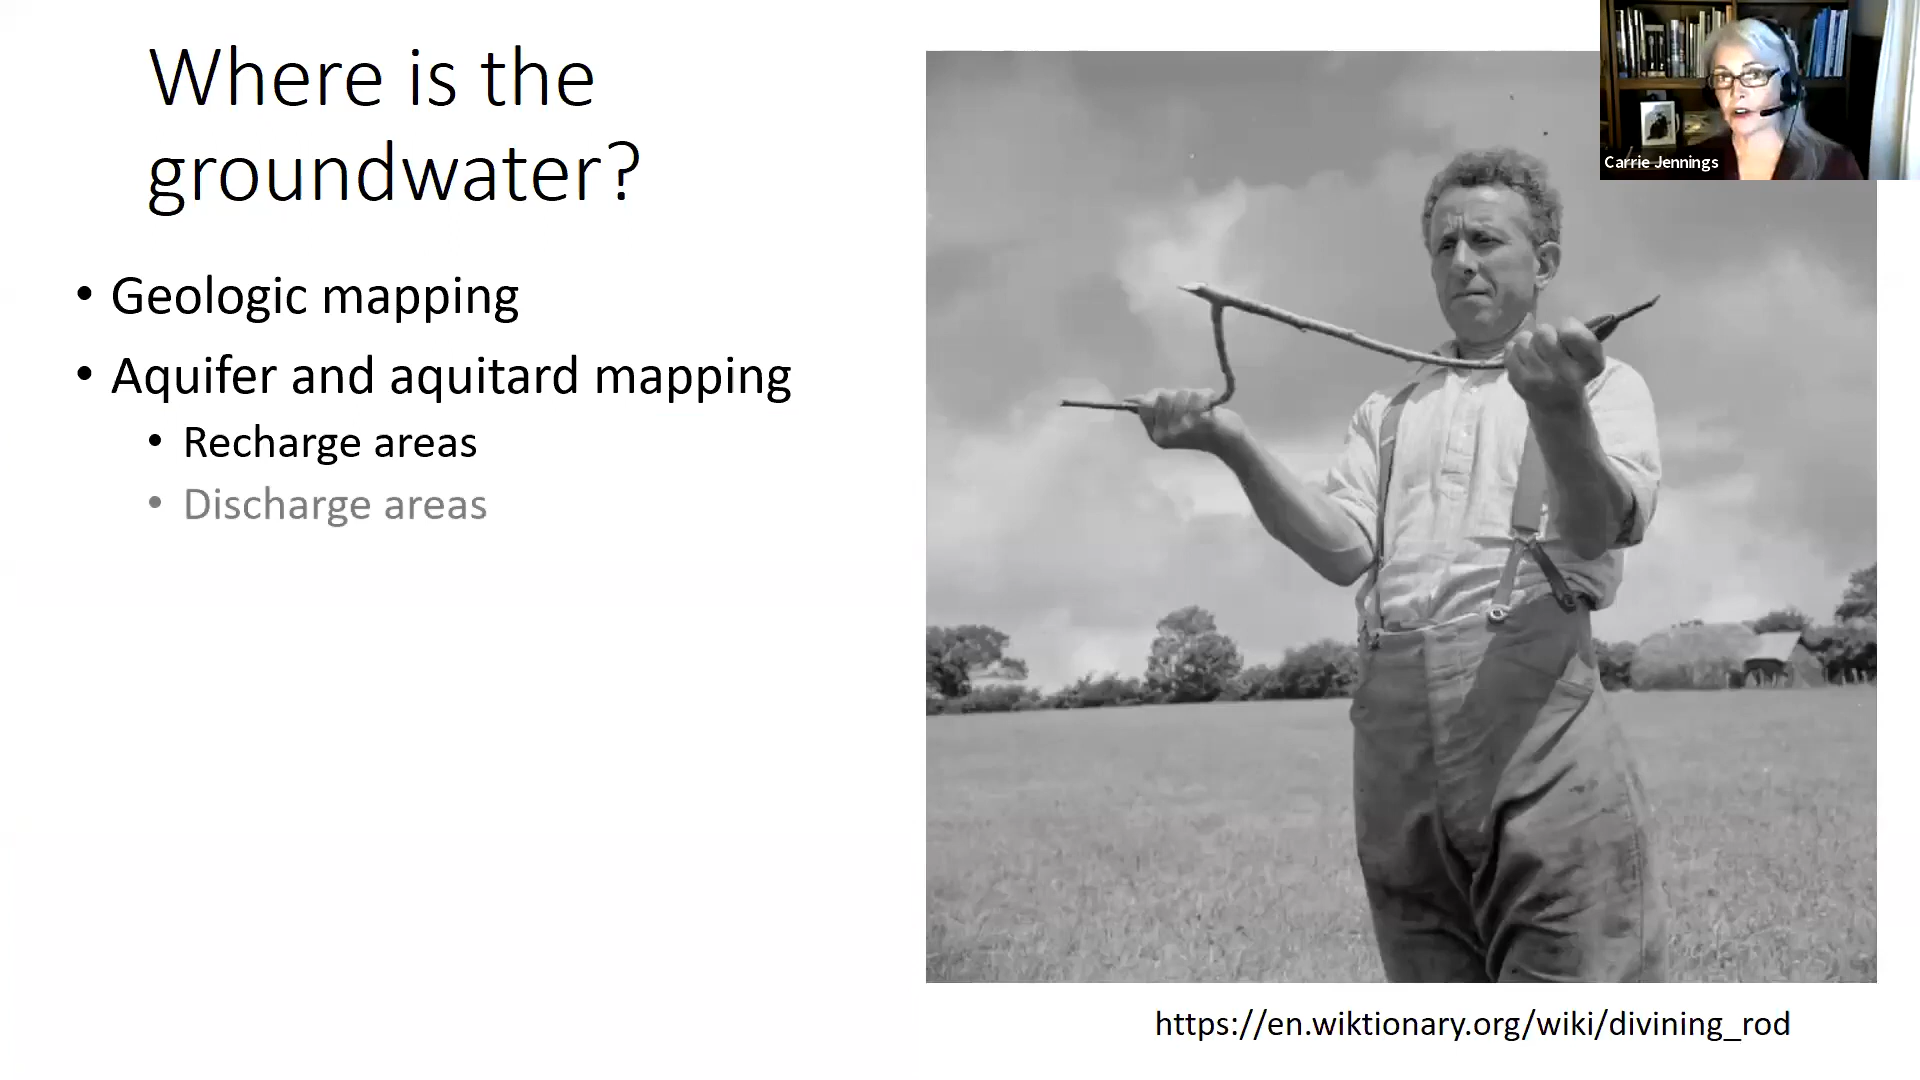 Where is the
groundwater?
• Geologic mapping
• Aquifer and aquitard mapping
• Recharge areas
• Discharge areas
Carrie Jennings
https://en.wiktionary.org/wiki/divining_rod